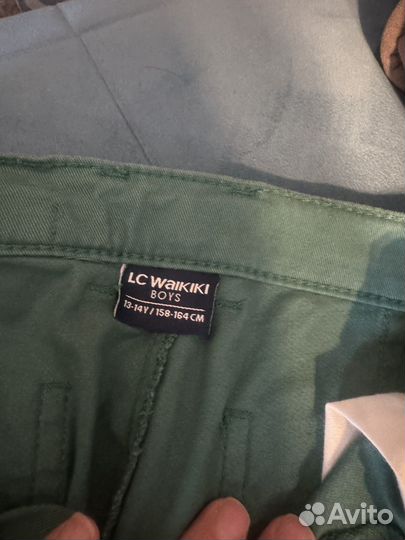 LC WAIKIKI
BOYS
13-14Y / 158-164 CM
Avito